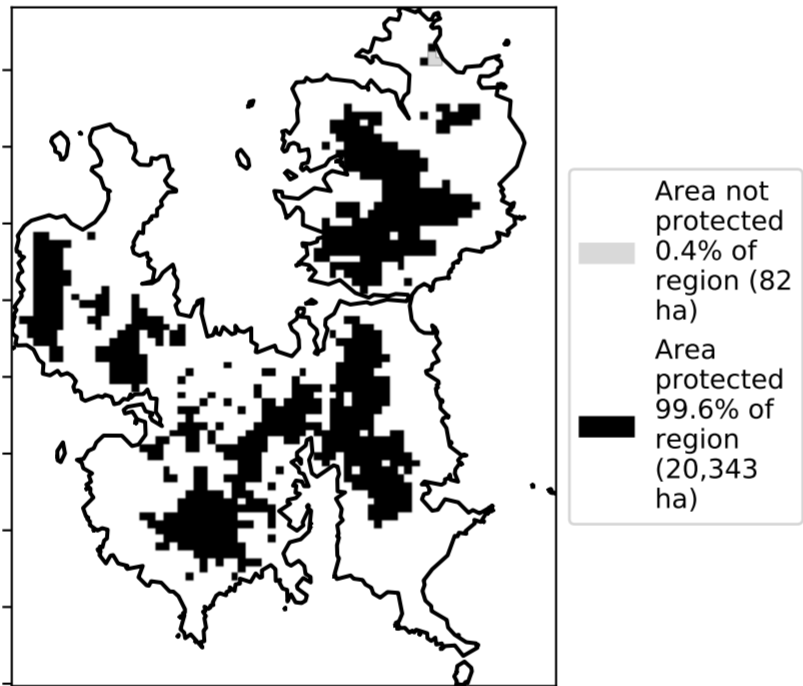 Area not
protected
0.4% of
region (82
ha)
Area
protected
99.6% of
region
(20,343
ha)